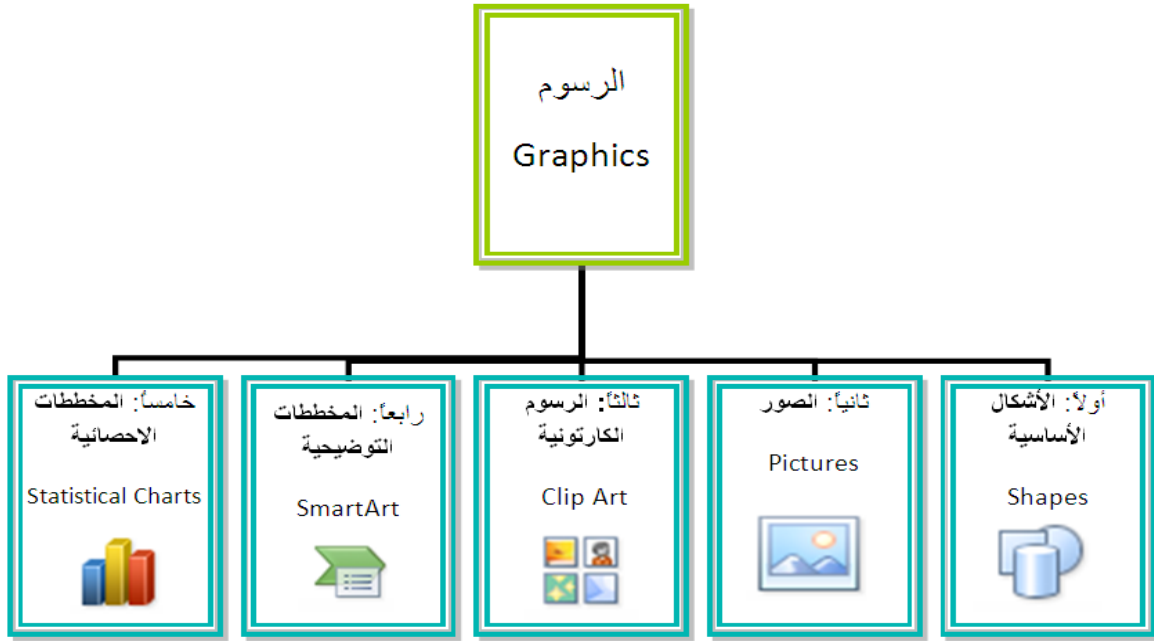 الرسوم
Graphics
أولاً: الأشكال
الأساسية
Shapes
ثانياً: الصور
Pictures
ثالثاً: الرسوم
الكارتونية
Clip Art
رابعاً: المخططات
التوضيحية
SmartArt
خامساً: المخططات
الاحصائية
Statistical Charts